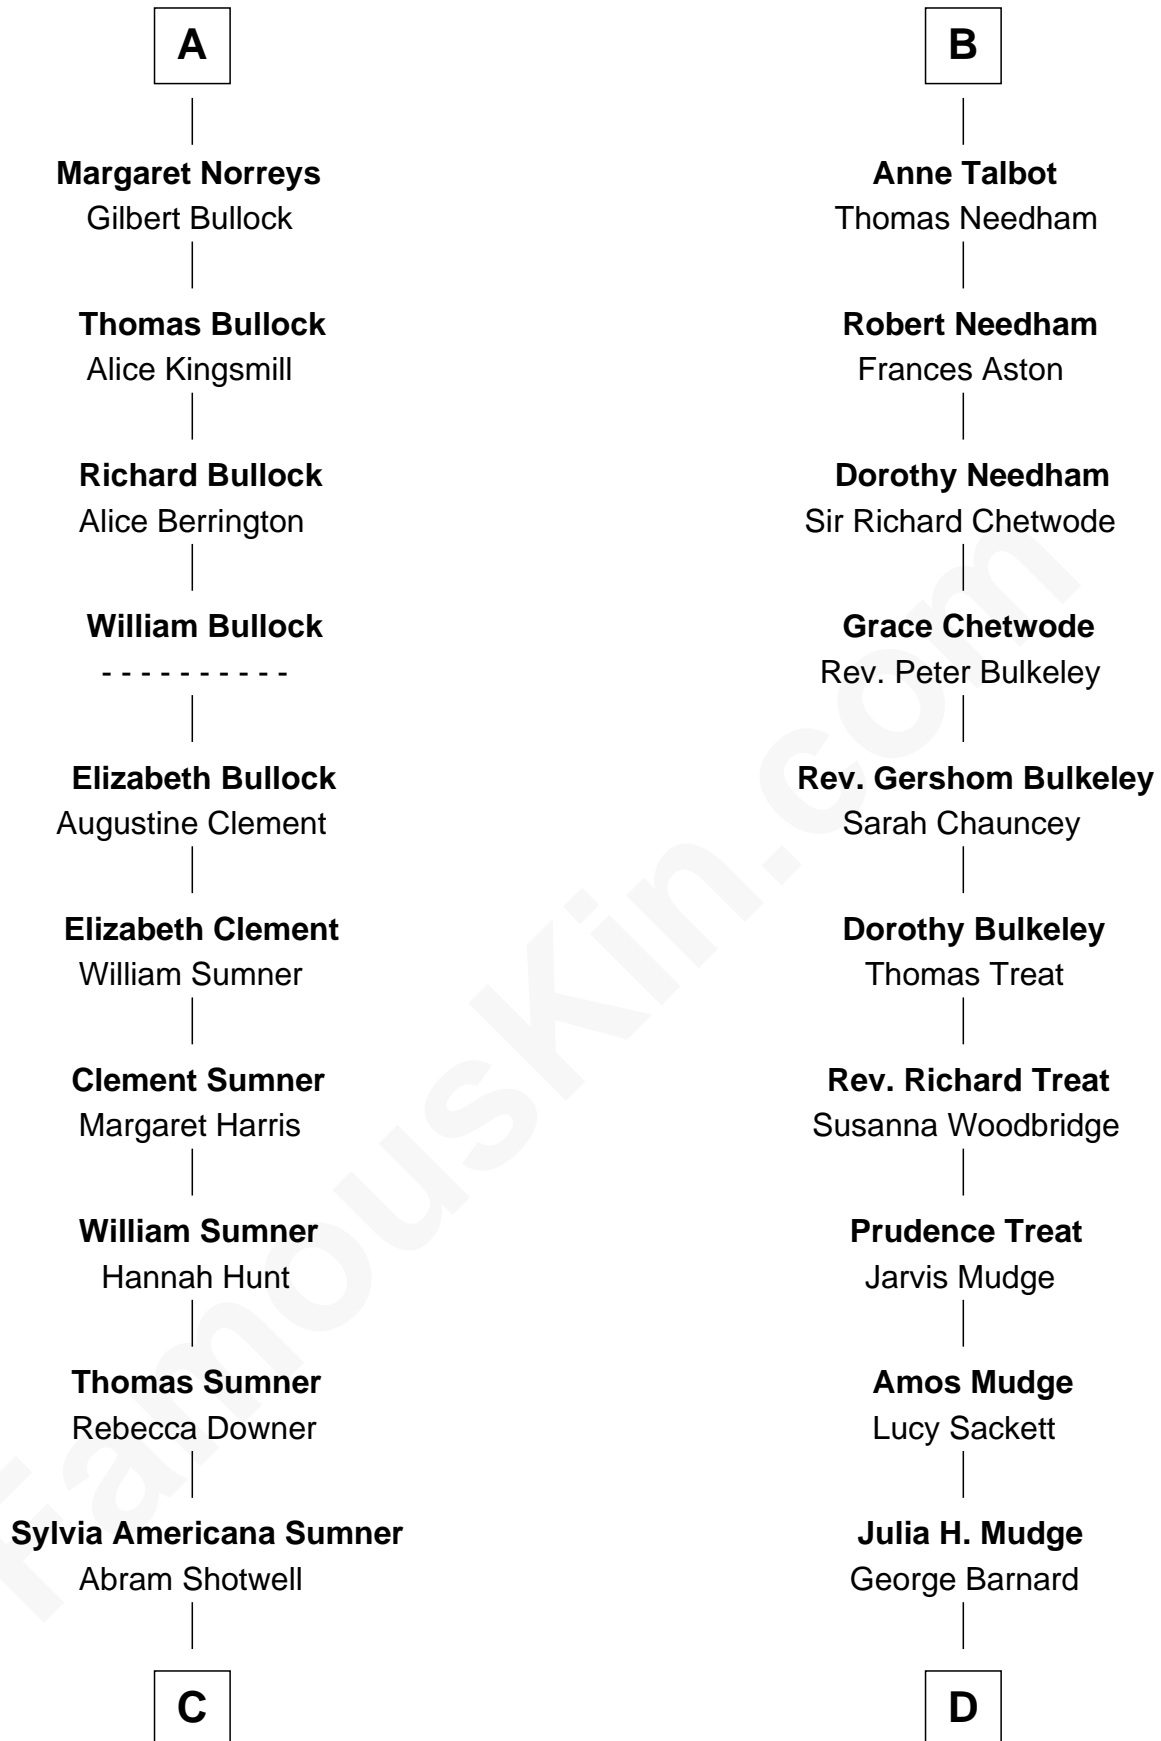 A
Margaret Norreys
Gilbert Bullock
Thomas Bullock
Alice Kingsmill
Richard Bullock
Alice Berrington
William Bullock
- - - - - - - - - -
Elizabeth Bullock
Augustine Clement
Elizabeth Clement
William Sumner
Clement Sumner
Margaret Harris
William Sumner
Hannah Hunt
Thomas Sumner
Rebecca Downer
Sylvia Americana Sumner
Abram Shotwell
C
B
Anne Talbot
Thomas Needham
Robert Needham
Frances Aston
Dorothy Needham
Sir Richard Chetwode
Grace Chetwode
Rev. Peter Bulkeley
Rev. Gershom Bulkeley
Sarah Chauncey
Dorothy Bulkeley
Thomas Treat
Rev. Richard Treat
Susanna Woodbridge
Prudence Treat
Jarvis Mudge
Amos Mudge
Lucy Sackett
Julia H. Mudge
George Barnard
D
FamousKin.com